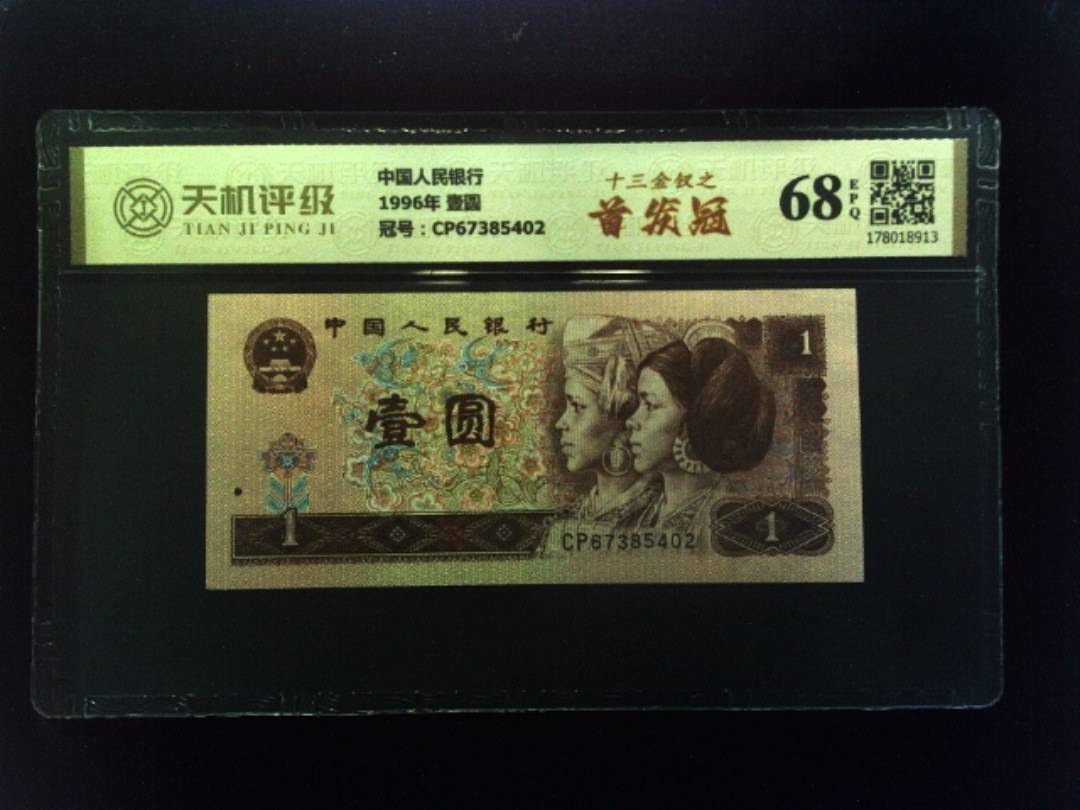 天机评级
TIAN JI PING JI
中国人民银行
1996年 壹圆
冠号：CP67385402
十三金钗之
首发冠
68
EPQ
178018913
中国人民银行
1
壹圆
1
CP67385402
1